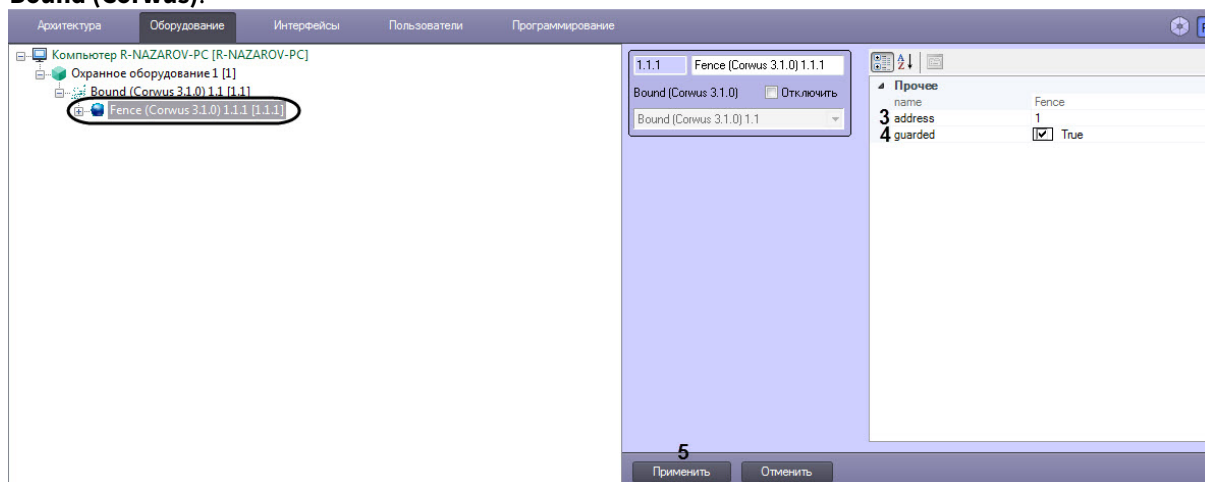 Bound (Corwus).
Архитектура Оборудование Интерфейсы Пользователи Программирование
Компьютер R-NAZAROV-PC [R-NAZAROV-PC]
Охранное оборудование 1 [1]
Bound (Corwus 3.1.0) 1.1 [1.1]
Fence (Corwus 3.1.0) 1.1.1 [1.1.1]
1.1.1 Fence (Corwus 3.1.0) 1.1.1
Bound (Corwus 3.1.0) Отключить
Bound (Corwus 3.1.0) 1.1
Прочее
name Fence
3 address 1
4 guarded True
5
Применить Отменить